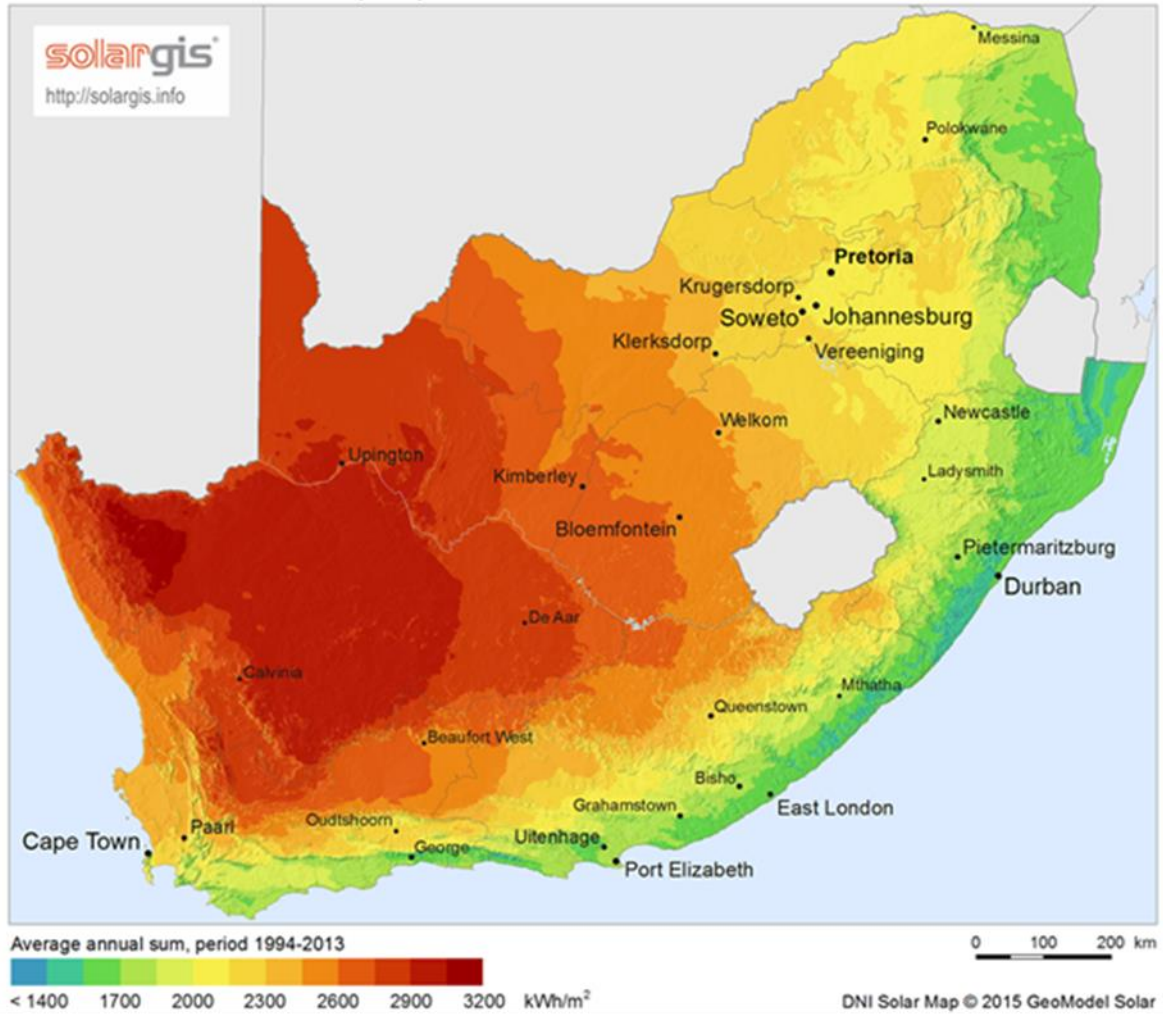 solargis
http://solargis.info
Messina
Polokwane
Pretoria
Krugersdorp
Soweto
Johannesburg
Klerksdorp
Vereeniging
Welkom
Newcastle
Upington
Kimberley
Ladysmith
Bloemfontein
Pietermaritzburg
Durban
De Aar
Calvinia
Mthatha
Queenstown
Beaufort West
Bisho
Grahamstown
East London
Oudtshoorn
Paarl
Cape Town
Uitenhage
George
Port Elizabeth
Average annual sum, period 1994-2013
0 100 200 km
< 1400 1700 2000 2300 2600 2900 3200 kWh/m²
DNI Solar Map © 2015 GeoModel Solar